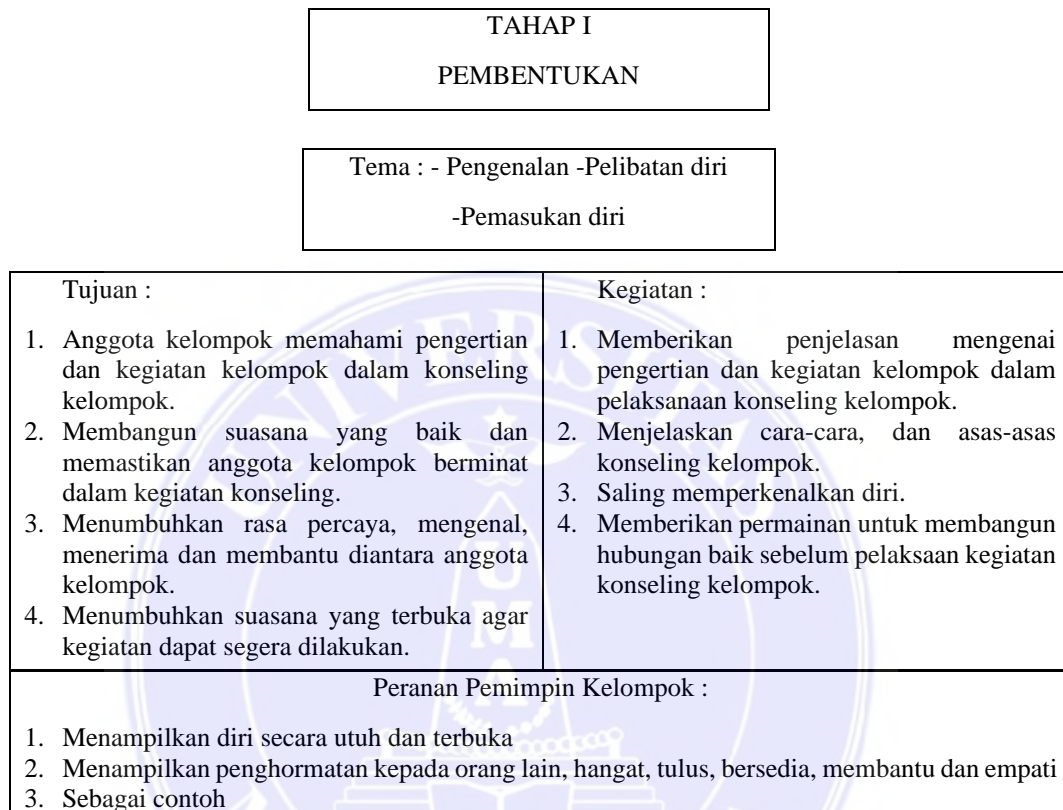 TAHAP I
PEMBENTUKAN
Tema : - Pengenalan -Pelibatan diri
-Pemasukan diri
Tujuan :
1. Anggota kelompok memahami pengertian
dan kegiatan kelompok dalam konseling
kelompok.
2. Membangun suasana yang baik dan
memastikan anggota kelompok berminat
dalam kegiatan konseling.
3. Menumbuhkan rasa percaya, mengenal,
menerima dan membantu diantara anggota
kelompok.
4. Menumbuhkan suasana yang terbuka agar
kegiatan dapat segera dilakukan.
Kegiatan :
1. Memberikan penjelasan mengenai
pengertian dan kegiatan kelompok dalam
pelaksanaan konseling kelompok.
2. Menjelaskan cara-cara, dan asas-asas
konseling kelompok.
3. Saling memperkenalkan diri.
4. Memberikan permainan untuk membangun
hubungan baik sebelum pelaksaan kegiatan
konseling kelompok.
Peranan Pemimpin Kelompok :
1. Menampilkan diri secara utuh dan terbuka
2. Menampilkan penghormatan kepada orang lain, hangat, tulus, bersedia, membantu dan empati
3. Sebagai contoh
UNIVERSITAS
UMA